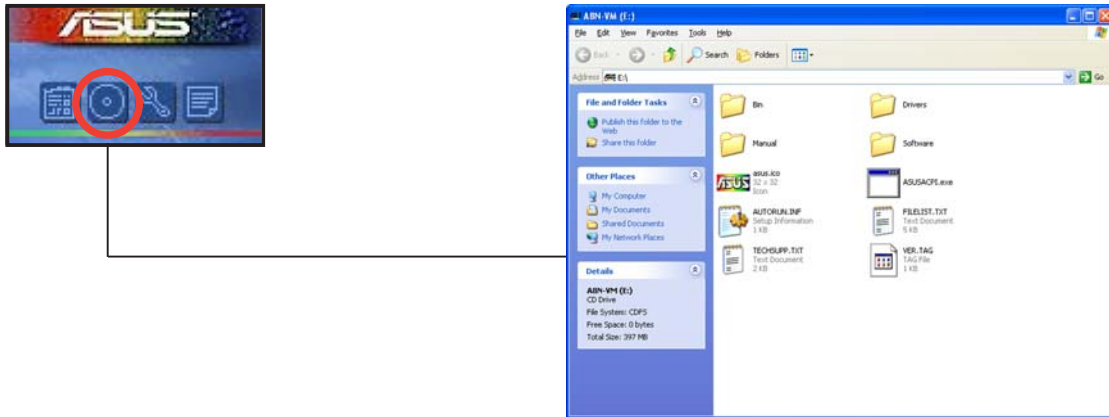 ASUS
A8N-VM (E:)
File Edit View Favorites Tools Help
Back Search Folders
Address E:\ Go
File and Folder Tasks
Publish this folder to the
Web
Share this folder
Other Places
My Computer
My Documents
Shared Documents
My Network Places
Details
A8N-VM (E:)
CD Drive
File System: CDFS
Free Space: 0 bytes
Total Size: 397 MB
Bin
Drivers
Manual
Software
ASUS
asus.ico
32 x 32
Icon
ASUSACPI.exe
AUTORUN.INF
Setup Information
1 KB
FILELIST.TXT
Text Document
5 KB
TECHSUPP.TXT
Text Document
2 KB
VER.TAG
TAG File
1 KB